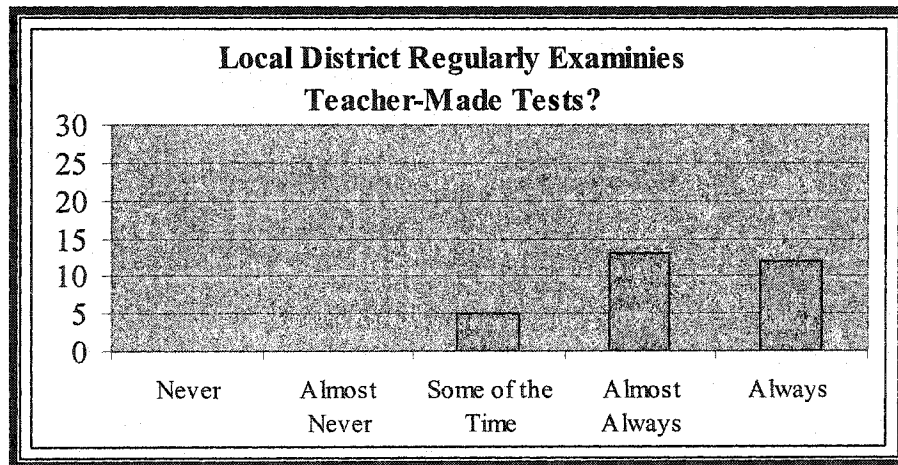 Local District Regularly Examinies
Teacher-Made Tests?
30
25
20
15
10
5
0
Never
Almost
Never
Some of the
Time
Almost
Always
Always